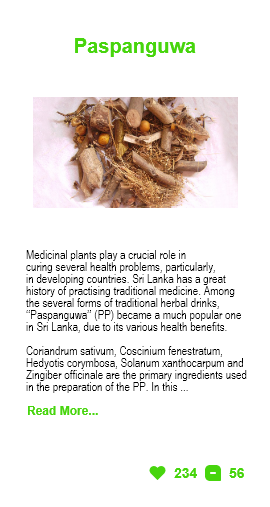 Paspanguwa
Medicinal plants play a crucial role in
curing several health problems, particularly,
in developing countries. Sri Lanka has a great
history of practising traditional medicine. Among
the several forms of traditional herbal drinks,
“Paspanguwa” (PP) became a much popular one
in Sri Lanka, due to its various health benefits.
Coriandrum sativum, Coscinium fenestratum,
Hedyotis corymbosa, Solanum xanthocarpum and
Zingiber officinale are the primary ingredients used
in the preparation of the PP. In this ...
Read More...
234 56